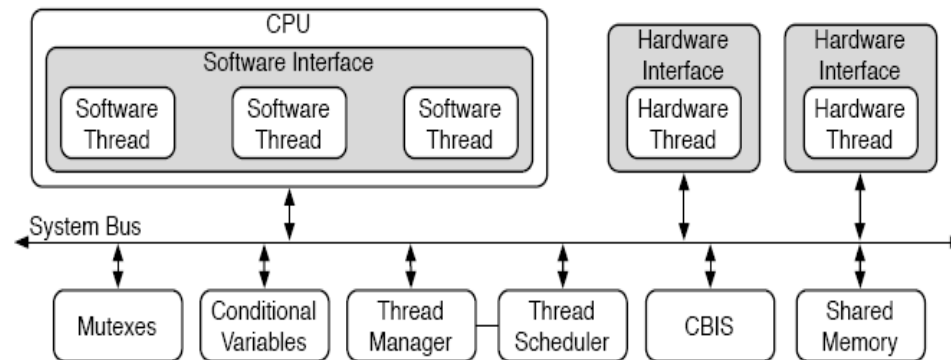 CPU
Software Interface
Software
Thread
Software
Thread
Software
Thread
Hardware
Interface
Hardware
Thread
Hardware
Interface
Hardware
Thread
System Bus
Mutexes
Conditional
Variables
Thread
Manager
Thread
Scheduler
CBIS
Shared
Memory